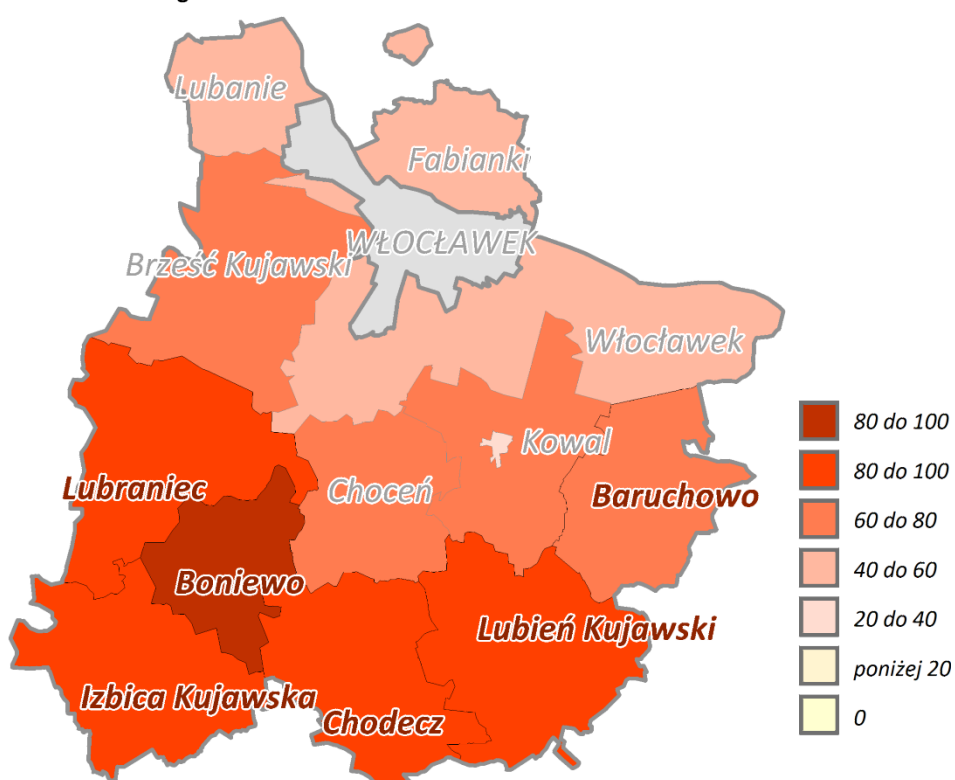 Lubanie
Fabianki
WŁOCŁAWEK
Brześć Kujawski
Włocławek
Kowal
Choceń
Lubraniec
Baruchowo
Boniewo
Lubień Kujawski
Izbica Kujawska
Chodecz
80 do 100
80 do 100
60 do 80
40 do 60
20 do 40
poniżej 20
0